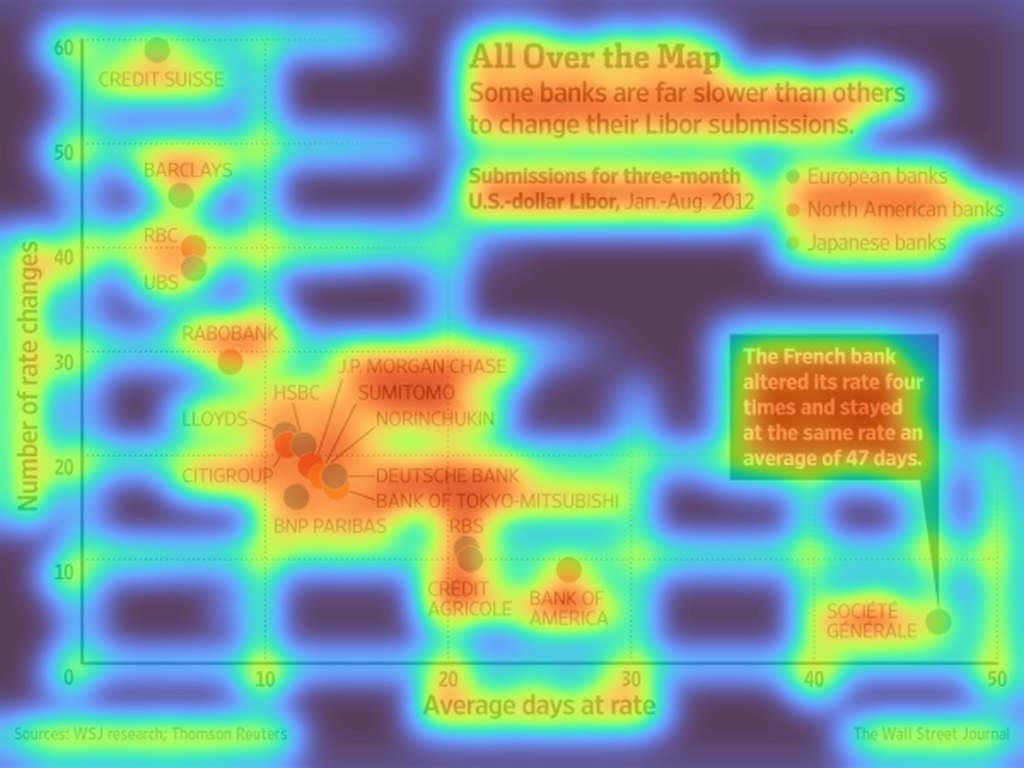 All Over the Map
Some banks are far slower than others
to change their Libor submissions.
Submissions for three-month
U.S.-dollar Libor, Jan.-Aug. 2012
European banks
North American banks
Japanese banks
Number of rate changes
60
50
40
30
20
10
0
CREDIT SUISSE
BARCLAYS
RBC
UBS
RABOBANK
J.P. MORGAN CHASE
HSBC
SUMITOMO
LLOYDS
NORINCHUKIN
CITIGROUP
DEUTSCHE BANK
BANK OF TOKYO-MITSUBISHI
BNP PARIBAS
RBS
CRÉDIT
AGRICOLE
BANK OF
AMERICA
The French bank
altered its rate four
times and stayed
at the same rate an
average of 47 days.
SOCIÉTÉ
GÉNÉRALE
10
20
30
40
50
Average days at rate
Sources: WSJ research; Thomson Reuters
The Wall Street Journal